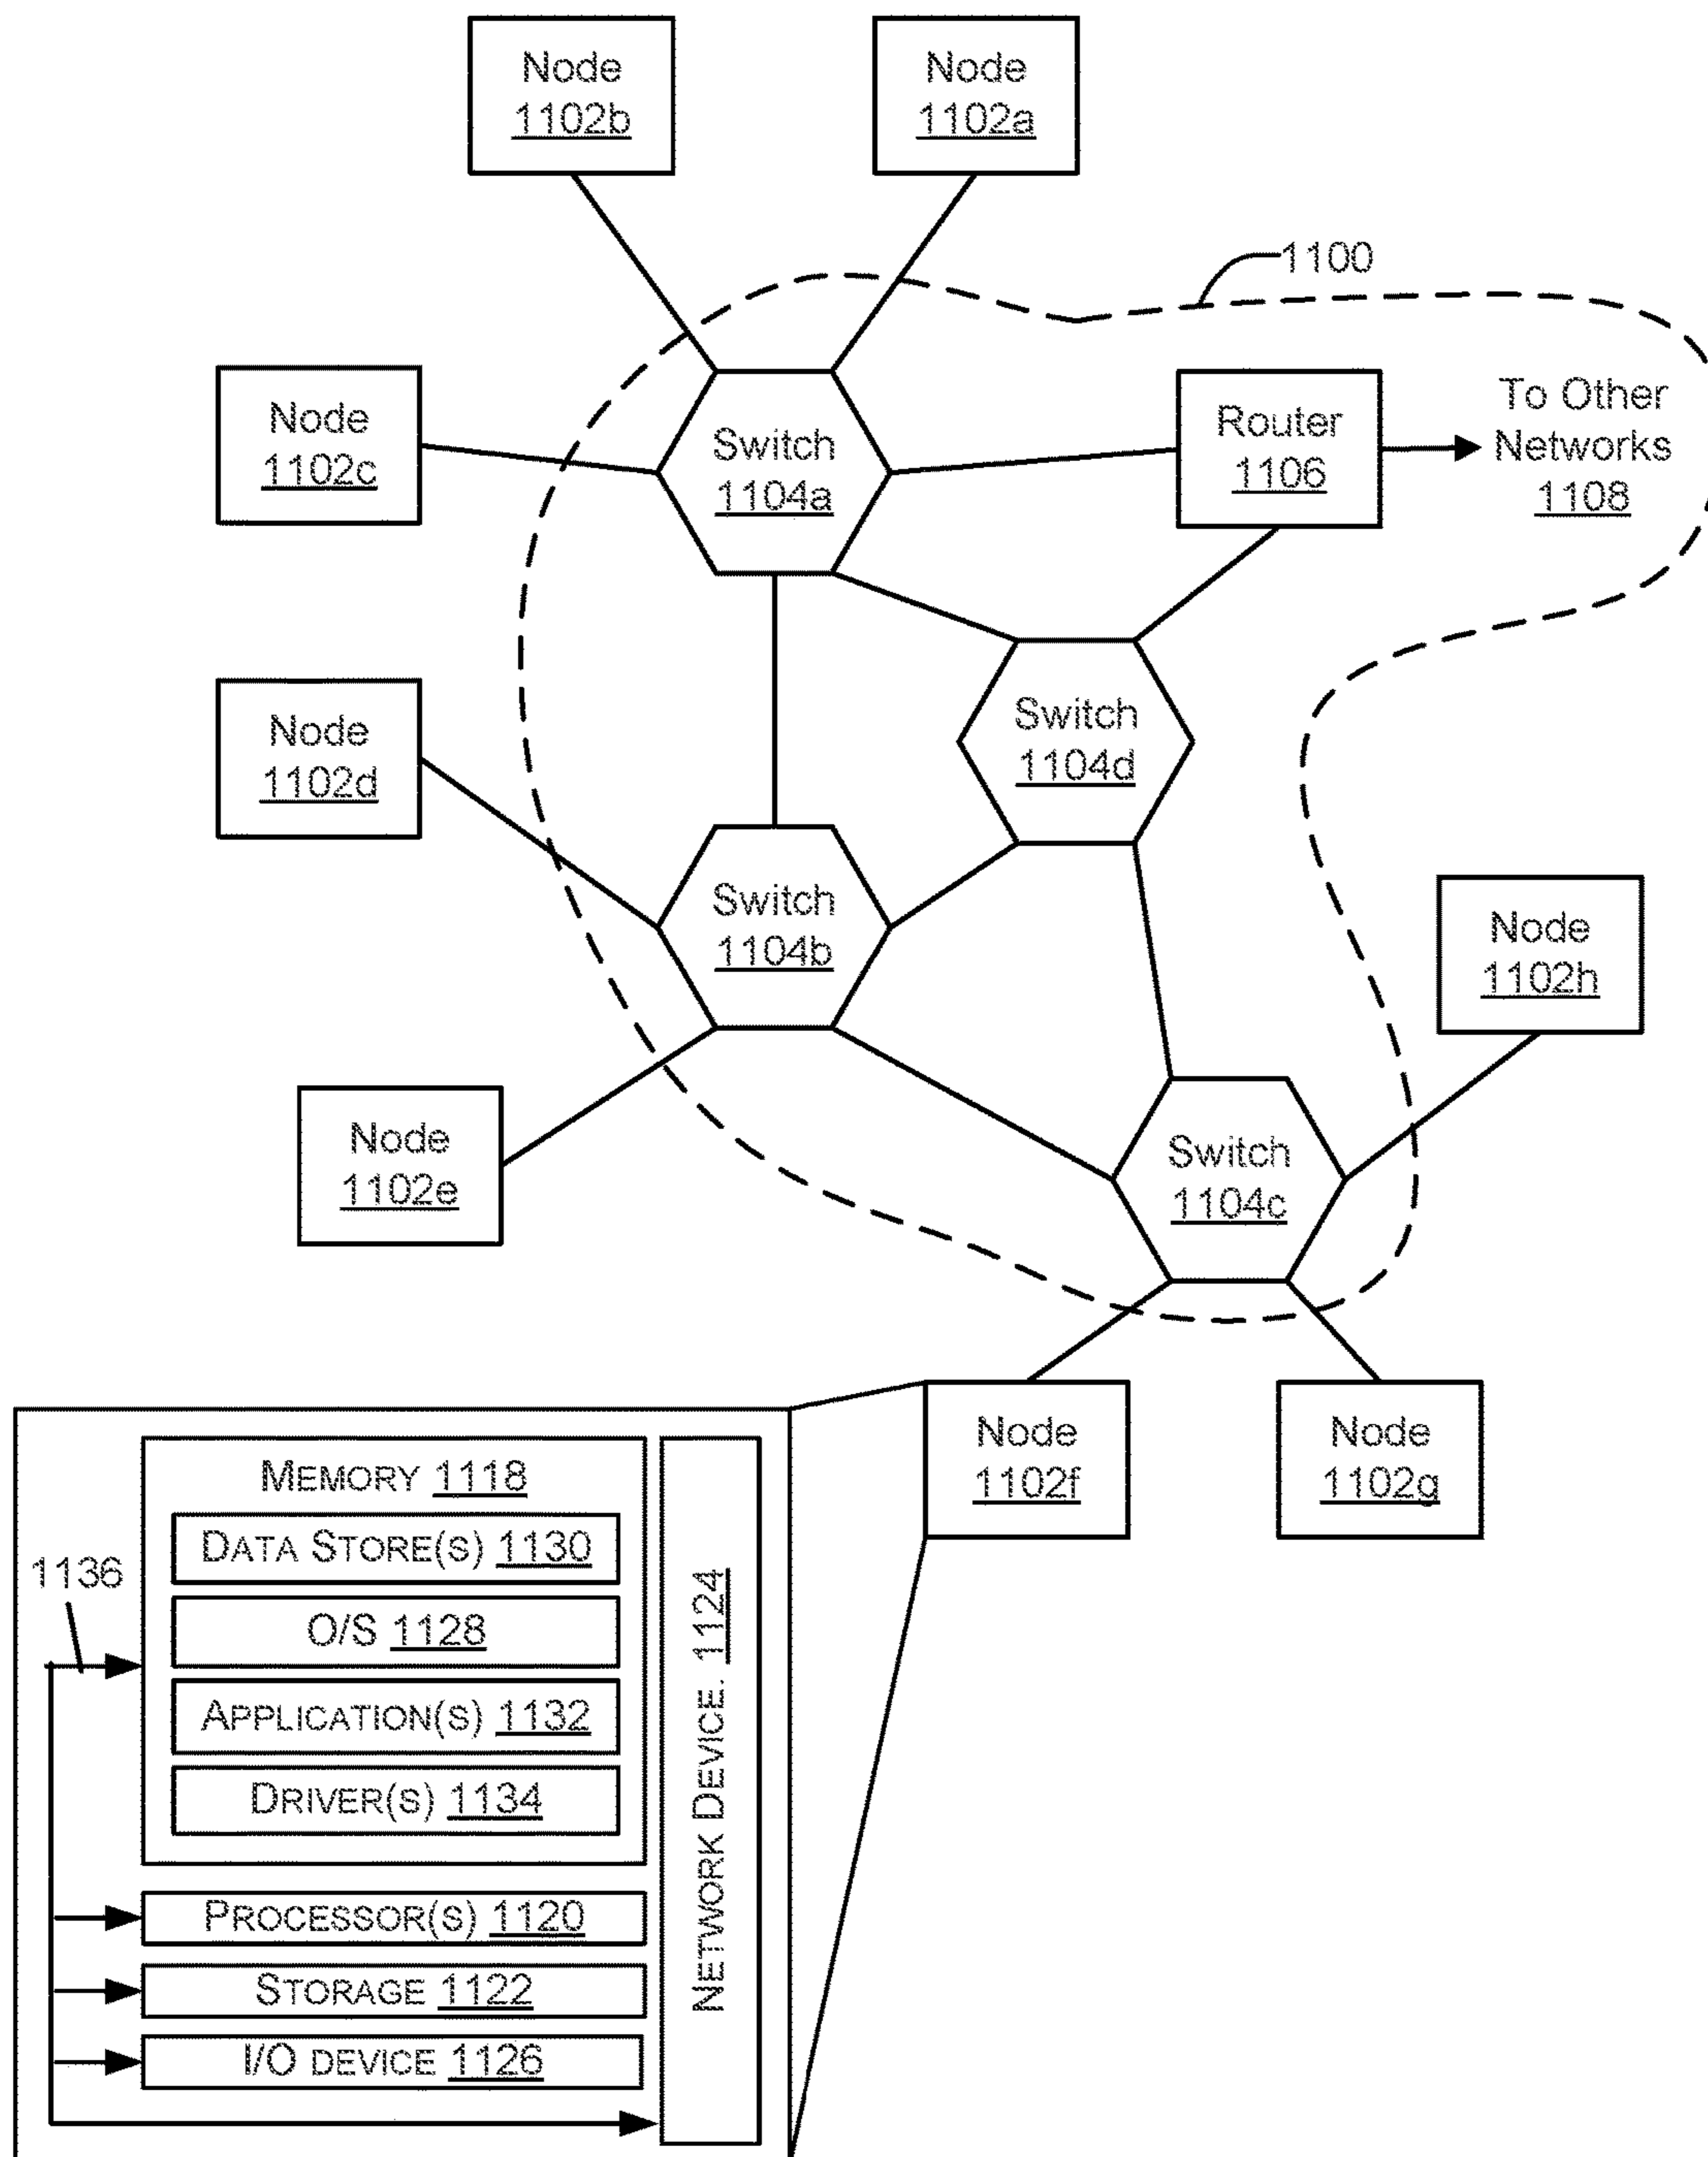 Node
1102b
Node
1102a
1100
Node
1102c
Switch
1104a
Router
1106
To Other
Networks
1108
Node
1102d
Switch
1104d
Switch
1104b
Node
1102h
Node
1102e
Switch
1104c
Node
1102f
Node
1102g
MEMORY 1118
DATA STORE(S) 1130
1136
O/S 1128
APPLICATION(S) 1132
DRIVER(S) 1134
PROCESSOR(S) 1120
STORAGE 1122
I/O DEVICE 1126
NETWORK DEVICE. 1124